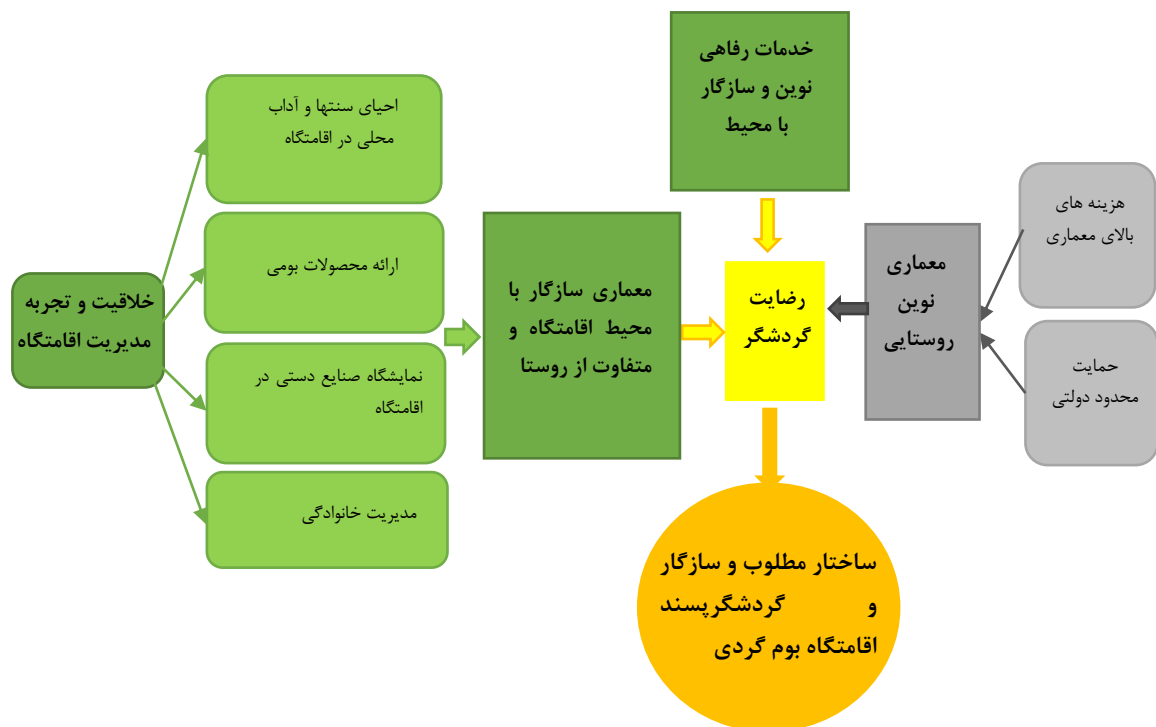 خدمات رفاهی
نوین و سازگار
با محیط
احیای سنتها و آداب
محلی در اقامتگاه
ارائه محصولات بومی
نمایشگاه صنایع دستی در
اقامتگاه
مدیریت خانوادگی
خلاقیت و تجربه
مدیریت اقامتگاه
معماری سازگار با
محیط اقامتگاه و
متفاوت از روستا
رضایت
گردشگر
معماری
نوین
روستایی
هزینه های
بالای معماری
حمایت
محدود دولتی
ساختار مطلوب و سازگار
و گردشگرپسند
اقامتگاه بوم گردی